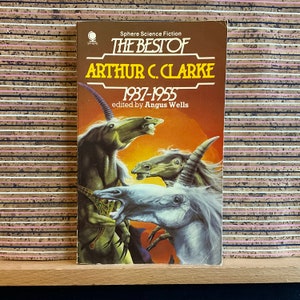 Sphere Science Fiction
THE BEST OF
ARTHUR C. CLARKE
1937-1955
edited by Angus Wells